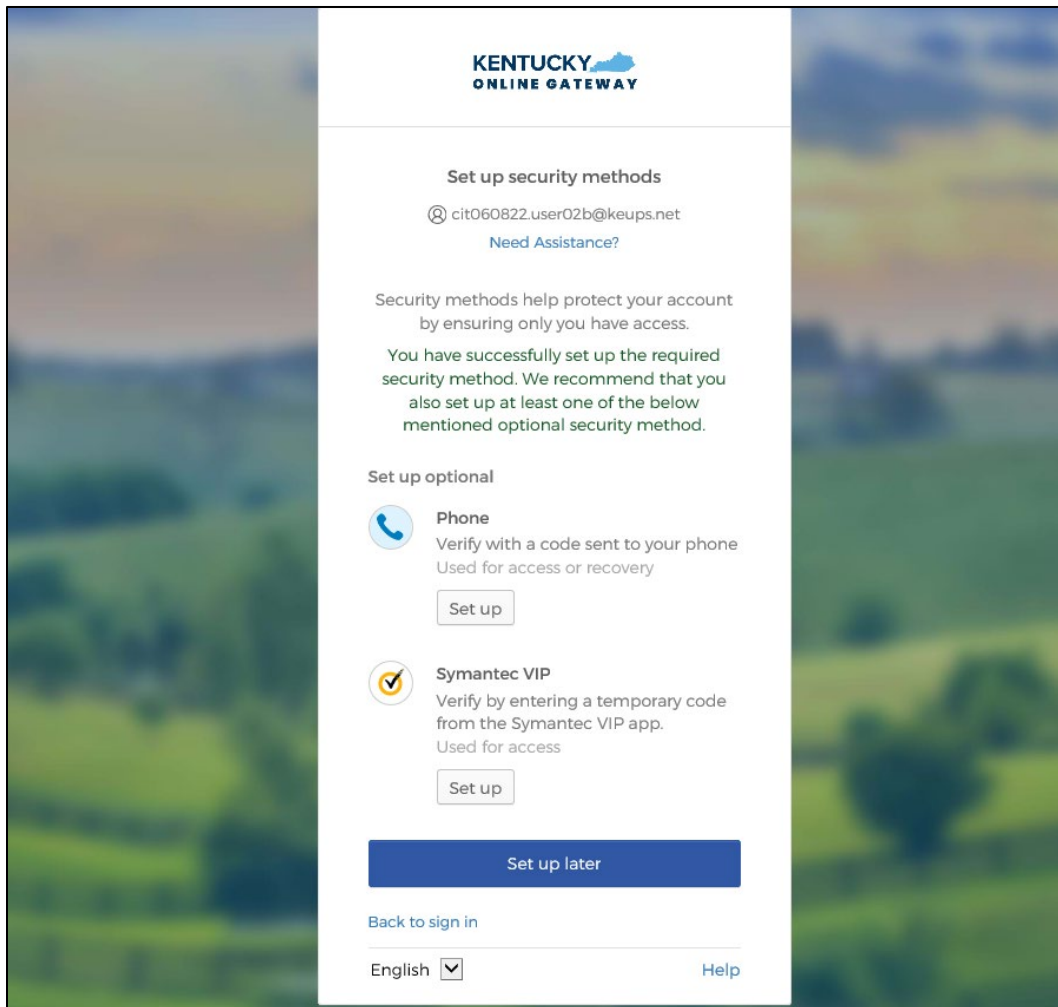 KENTUCKY
ONLINE GATEWAY
Set up security methods
cit060822.user02b@keups.net
Need Assistance?
Security methods help protect your account
by ensuring only you have access.
You have successfully set up the required
security method. We recommend that you
also set up at least one of the below
mentioned optional security method.
Set up optional
Phone
Verify with a code sent to your phone
Used for access or recovery
Set up
Symantec VIP
Verify by entering a temporary code
from the Symantec VIP app.
Used for access
Set up
Set up later
Back to sign in
English
Help